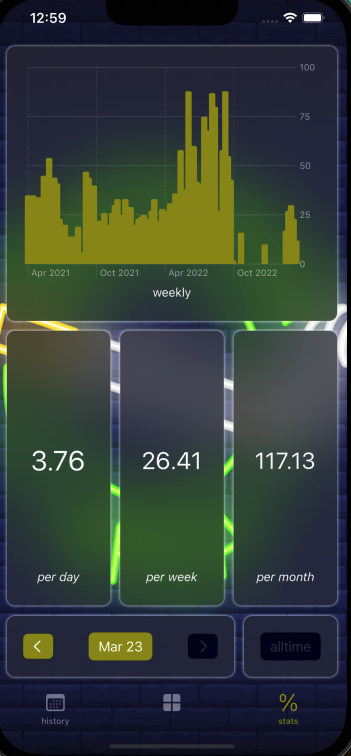 12:59
100
75
50
25
0
Apr 2021 Oct 2021 Apr 2022 Oct 2022
weekly
3.76 26.41 117.13
per day per week per month
Mar 23 alltime
%
history stats